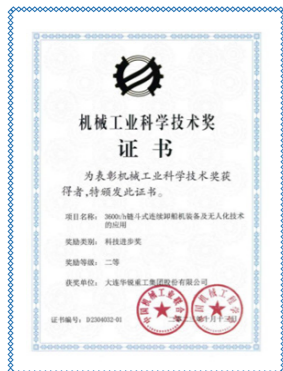 机械工业科学技术奖
证 书
为表彰机械工业科学技术奖获
得者,特颁发此证书。
项目名称: 3600t/h链斗式连续卸船机装备及无人化技术
的应用
奖励类别: 科技进步奖
奖励等级: 二等
获奖单位: 大连华锐重工集团股份有限公司
证书编号: D2304032-01